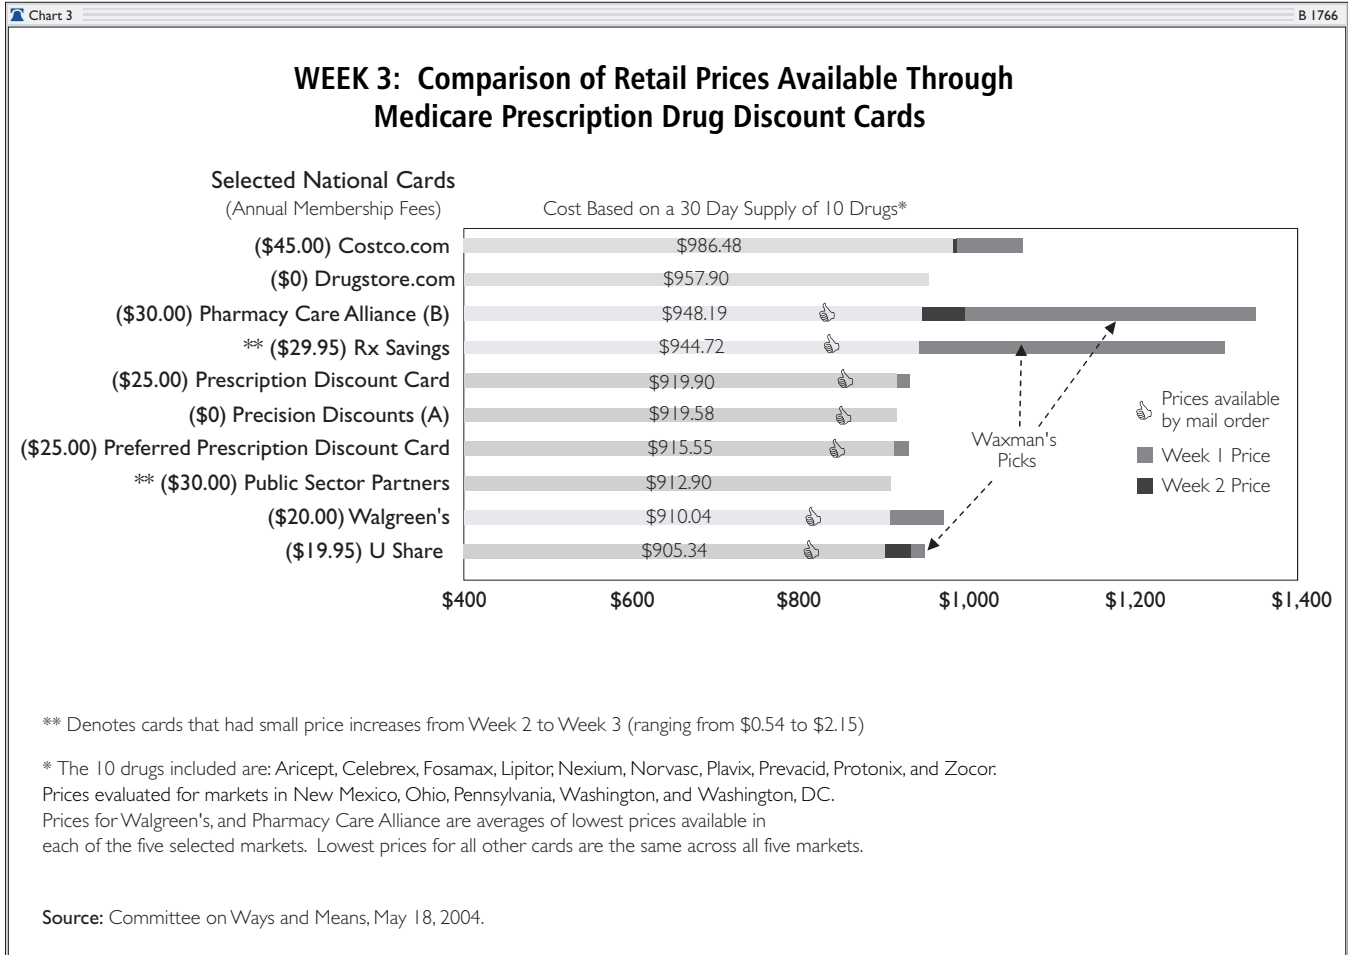 Chart 3
B 1766
WEEK 3: Comparison of Retail Prices Available Through
Medicare Prescription Drug Discount Cards
Selected National Cards
(Annual Membership Fees)
Cost Based on a 30 Day Supply of 10 Drugs*
($45.00) Costco.com
$986.48
($0) Drugstore.com
$957.90
($30.00) Pharmacy Care Alliance (B)
$948.19
** ($29.95) Rx Savings
$944.72
($25.00) Prescription Discount Card
$919.90
($0) Precision Discounts (A)
$919.58
($25.00) Preferred Prescription Discount Card
$915.55
** ($30.00) Public Sector Partners
$912.90
($20.00) Walgreen's
$910.04
($19.95) U Share
$905.34
Waxman's
Picks
Prices available
by mail order
Week 1 Price
Week 2 Price
$400
$600
$800
$1,000
$1,200
$1,400
** Denotes cards that had small price increases from Week 2 to Week 3 (ranging from $0.54 to $2.15)
* The 10 drugs included are: Aricept, Celebrex, Fosamax, Lipitor, Nexium, Norvasc, Plavix, Prevacid, Protonix, and Zocor.
Prices evaluated for markets in New Mexico, Ohio, Pennsylvania, Washington, and Washington, DC.
Prices for Walgreen's, and Pharmacy Care Alliance are averages of lowest prices available in
each of the five selected markets. Lowest prices for all other cards are the same across all five markets.
Source: Committee on Ways and Means, May 18, 2004.